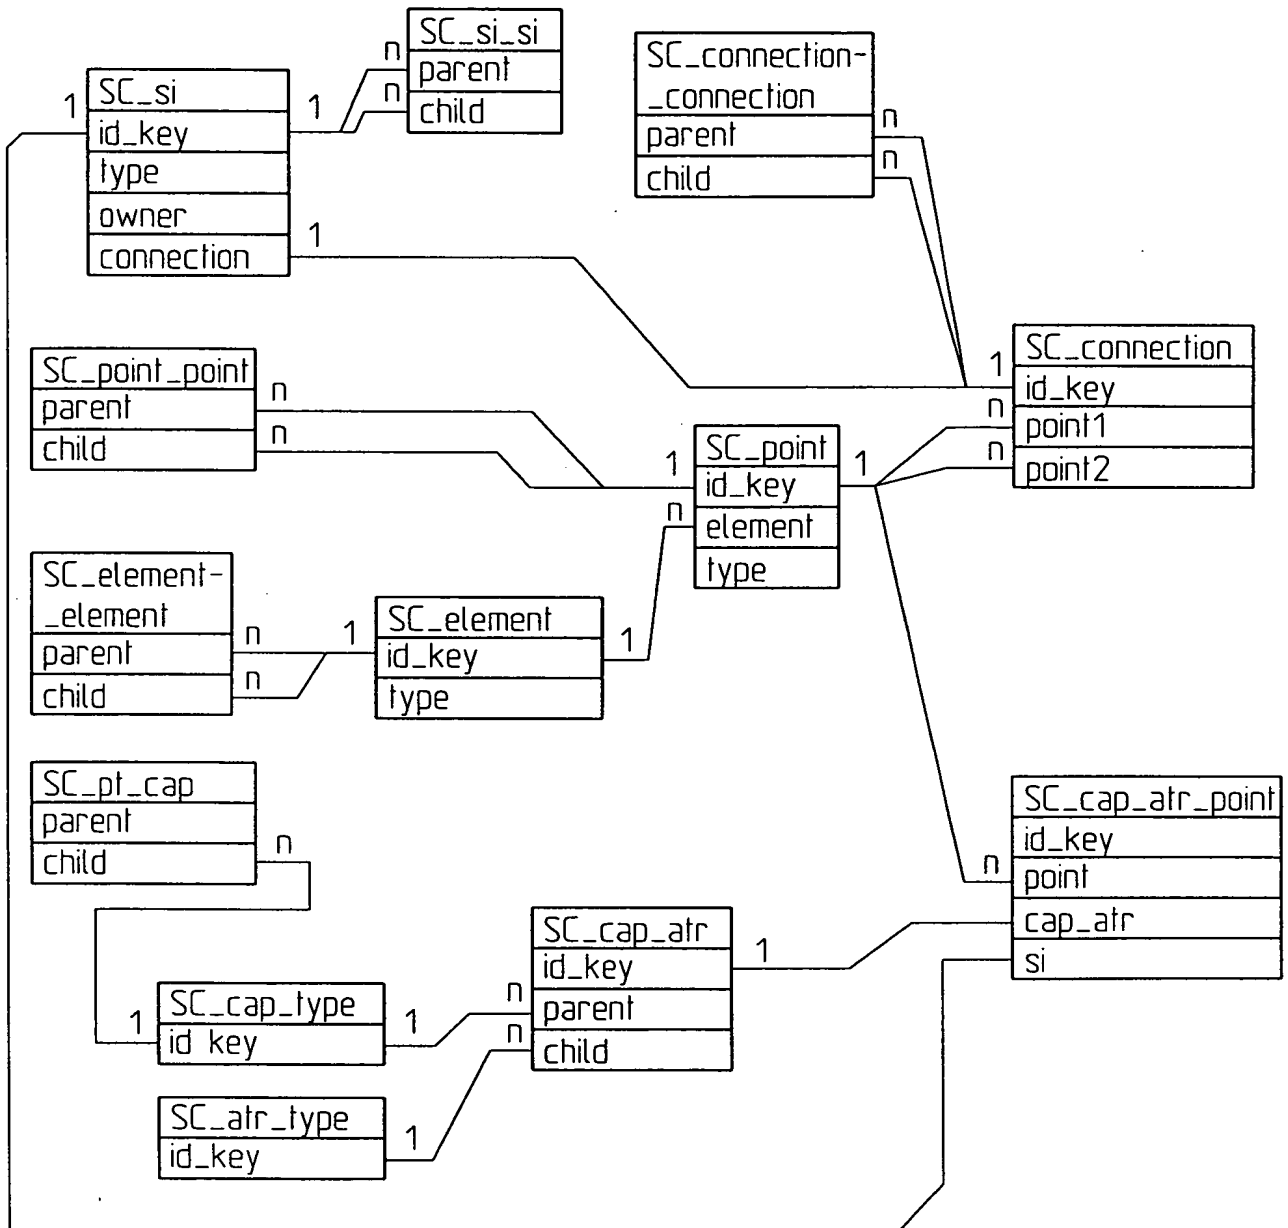 SC_si_si
parent
child
n
n
SC_si
id_key
type
owner
connection
1
1
1
SC_connection-
_connection
parent
child
n
n
SC_connection
id_key
point1
point2
1
n
n
SC_point_point
parent
child
n
n
SC_point
id_key
element
type
1
n
1
SC_element-
_element
parent
child
n
n
SC_element
id_key
type
1
1
SC_pt_cap
parent
child
n
SC_cap_atr_point
id_key
point
cap_atr
si
n
SC_cap_atr
id_key
parent
child
1
n
n
SC_cap_type
id key
1
1
SC_atr_type
id_key
1